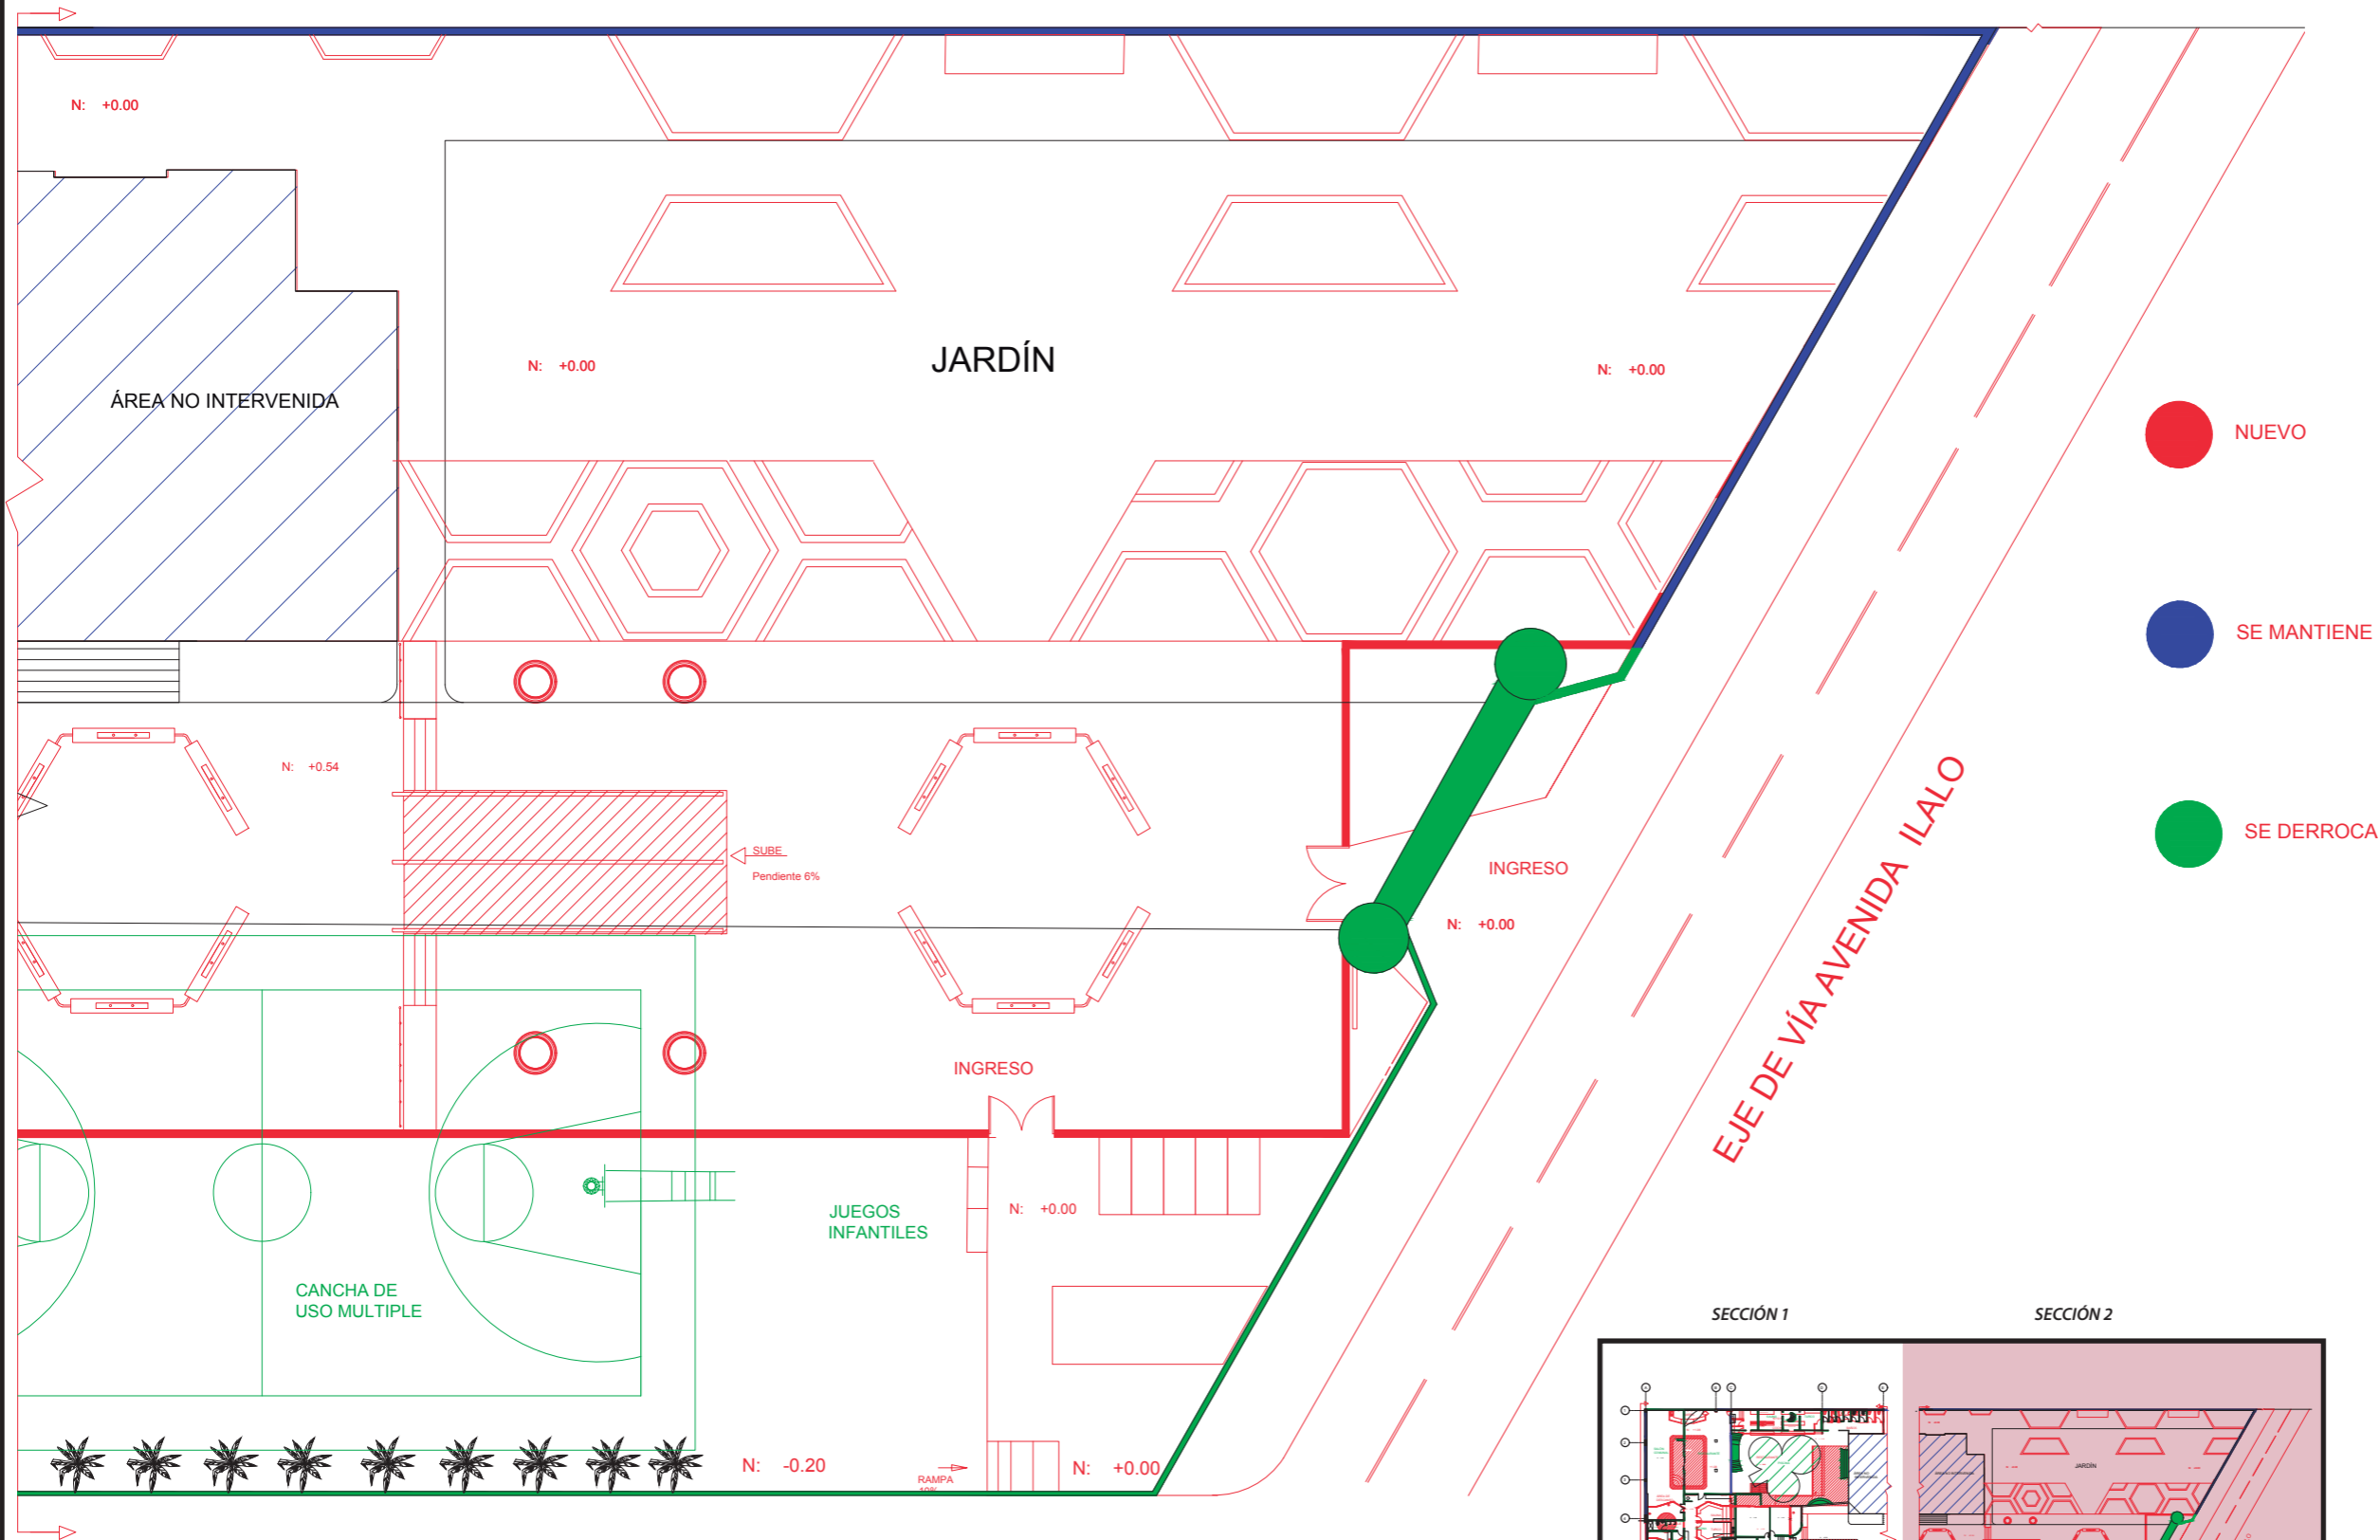 N: +0.00
ÁREA NO INTERVENIDA
N: +0.00
JARDÍN
N: +0.00
NUEVO
SE MANTIENE
SE DERROCA
N: +0.54
SUBE
Pendiente 6%
INGRESO
N: +0.00
EJE DE VÍA AVENIDA ILALO
INGRESO
JUEGOS
INFANTILES
N: +0.00
CANCHA DE
USO MULTIPLE
N: -0.20
RAMPA
10%
N: +0.00
SECCIÓN 1
SECCIÓN 2
JARDÍN